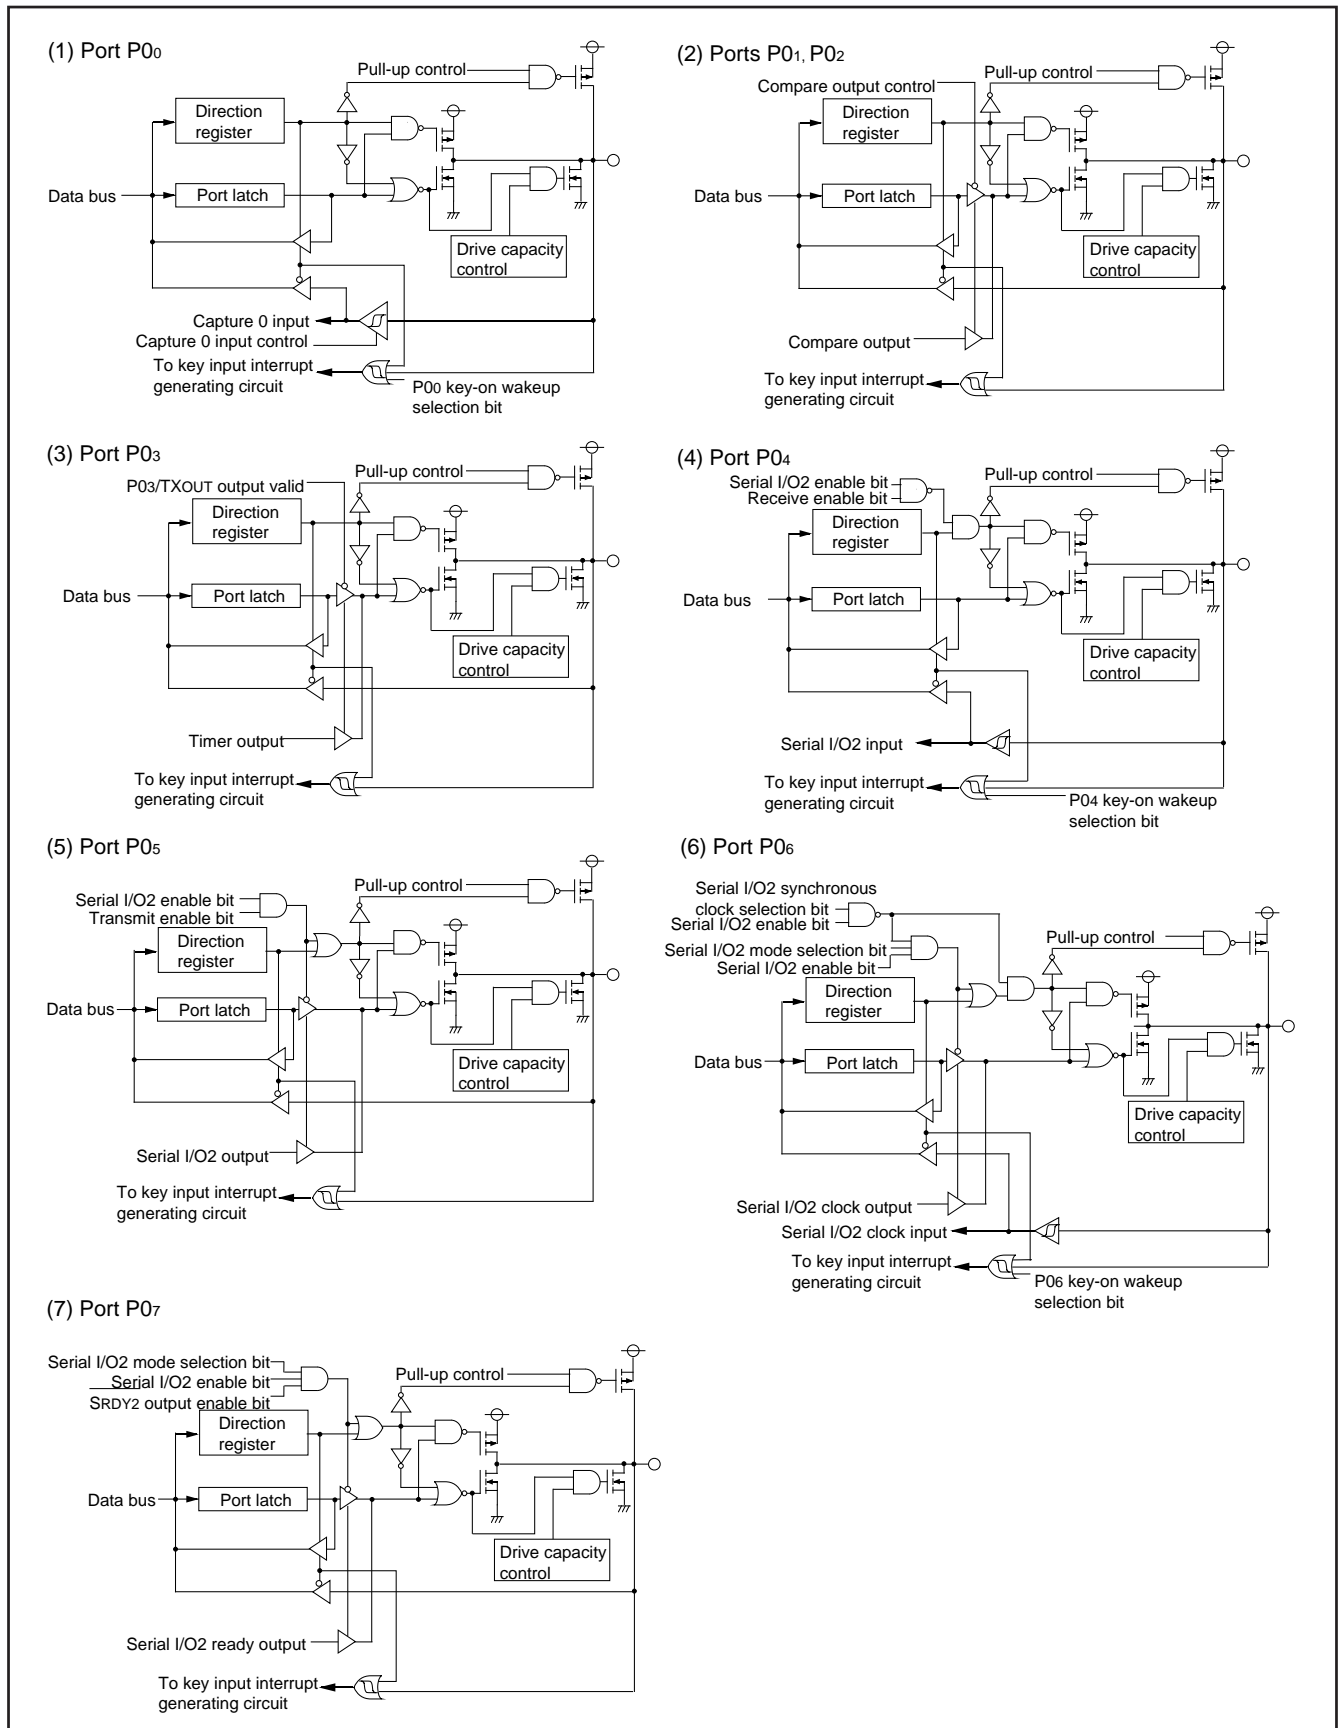 (1) Port P00
Pull-up control
Direction
register
Data bus
Port latch
Drive capacity
control
Capture 0 input
Capture 0 input control
To key input interrupt
generating circuit
P00 key-on wakeup
selection bit
(2) Ports P01, P02
Compare output control
Pull-up control
Direction
register
Data bus
Port latch
Drive capacity
control
Compare output
To key input interrupt
generating circuit
(3) Port P03
Pull-up control
P03/TXOUT output valid
Direction
register
Data bus
Port latch
Drive capacity
control
Timer output
To key input interrupt
generating circuit
(4) Port P04
Serial I/O2 enable bit
Receive enable bit
Pull-up control
Direction
register
Data bus
Port latch
Drive capacity
control
Serial I/O2 input
To key input interrupt
generating circuit
P04 key-on wakeup
selection bit
(5) Port P05
Serial I/O2 enable bit
Transmit enable bit
Pull-up control
Direction
register
Data bus
Port latch
Drive capacity
control
Serial I/O2 output
To key input interrupt
generating circuit
(6) Port P06
Serial I/O2 synchronous
clock selection bit
Serial I/O2 enable bit
Serial I/O2 mode selection bit
Serial I/O2 enable bit
Pull-up control
Direction
register
Data bus
Port latch
Drive capacity
control
Serial I/O2 clock output
Serial I/O2 clock input
To key input interrupt
generating circuit
P06 key-on wakeup
selection bit
(7) Port P07
Serial I/O2 mode selection bit
Serial I/O2 enable bit
SRDY2 output enable bit
Pull-up control
Direction
register
Data bus
Port latch
Drive capacity
control
Serial I/O2 ready output
To key input interrupt
generating circuit